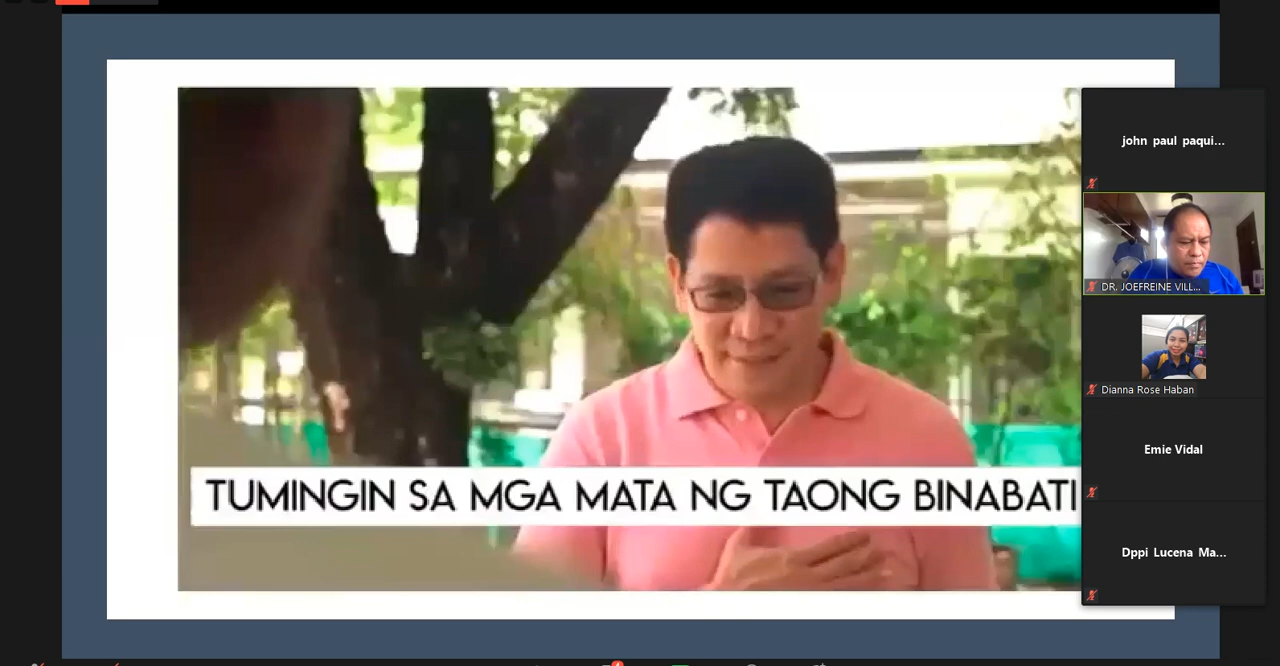 TUMINGIN SA MGA MATA NG TAONG BINABATI
john paul paqui...
DR. JOEFREINE VILL...
Dianna Rose Haban
Emie Vidal
Dppi Lucena Ma...